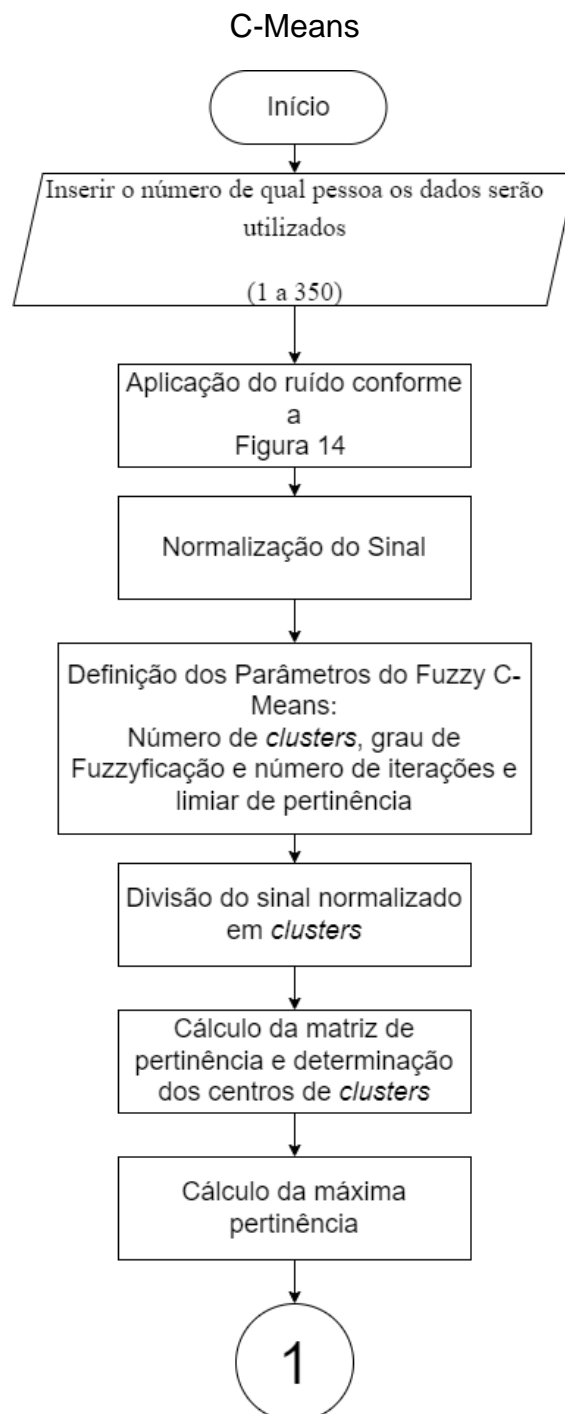 C-Means
Início
Inserir o número de qual pessoa os dados serão
utilizados
(1 a 350)
Aplicação do ruído conforme
a
Figura 14
Normalização do Sinal
Definição dos Parâmetros do Fuzzy C-
Means:
Número de clusters, grau de
Fuzzyficação e número de iterações e
limiar de pertinência
Divisão do sinal normalizado
em clusters
Cálculo da matriz de
pertinência e determinação
dos centros de clusters
Cálculo da máxima
pertinência
1